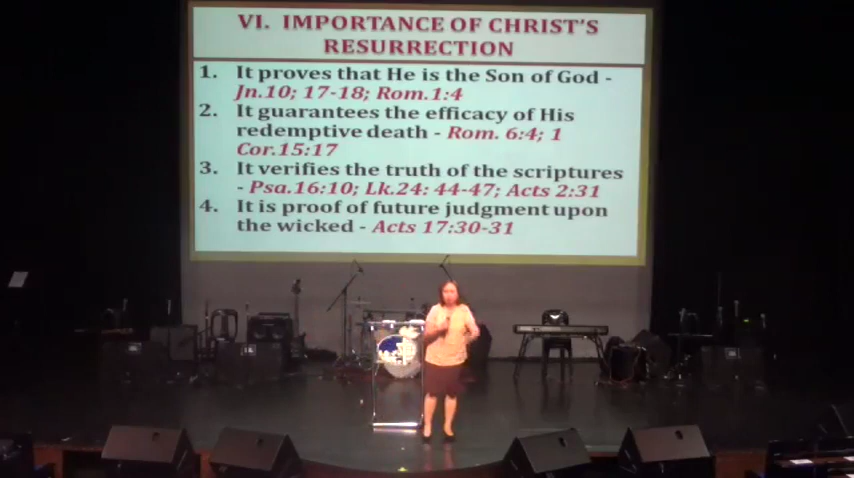 VI. IMPORTANCE OF CHRIST'S
RESURRECTION
1. It proves that He is the Son of God -
Jn.10; 17-18; Rom.1:4
2. It guarantees the efficacy of His
redemptive death - Rom. 6:4; 1
Cor.15:17
3. It verifies the truth of the scriptures
- Psa.16:10; Lk.24: 44-47; Acts 2:31
4. It is proof of future judgment upon
the wicked - Acts 17:30-31